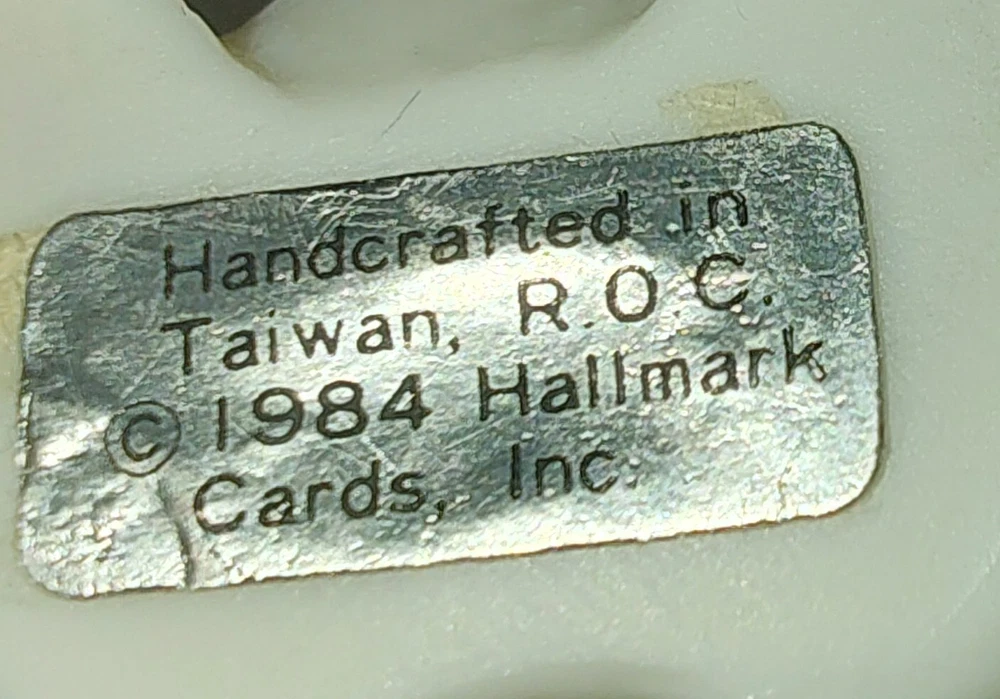 Handcrafted in
Taiwan, R.O.C.
© 1984 Hallmark
Cards, Inc.